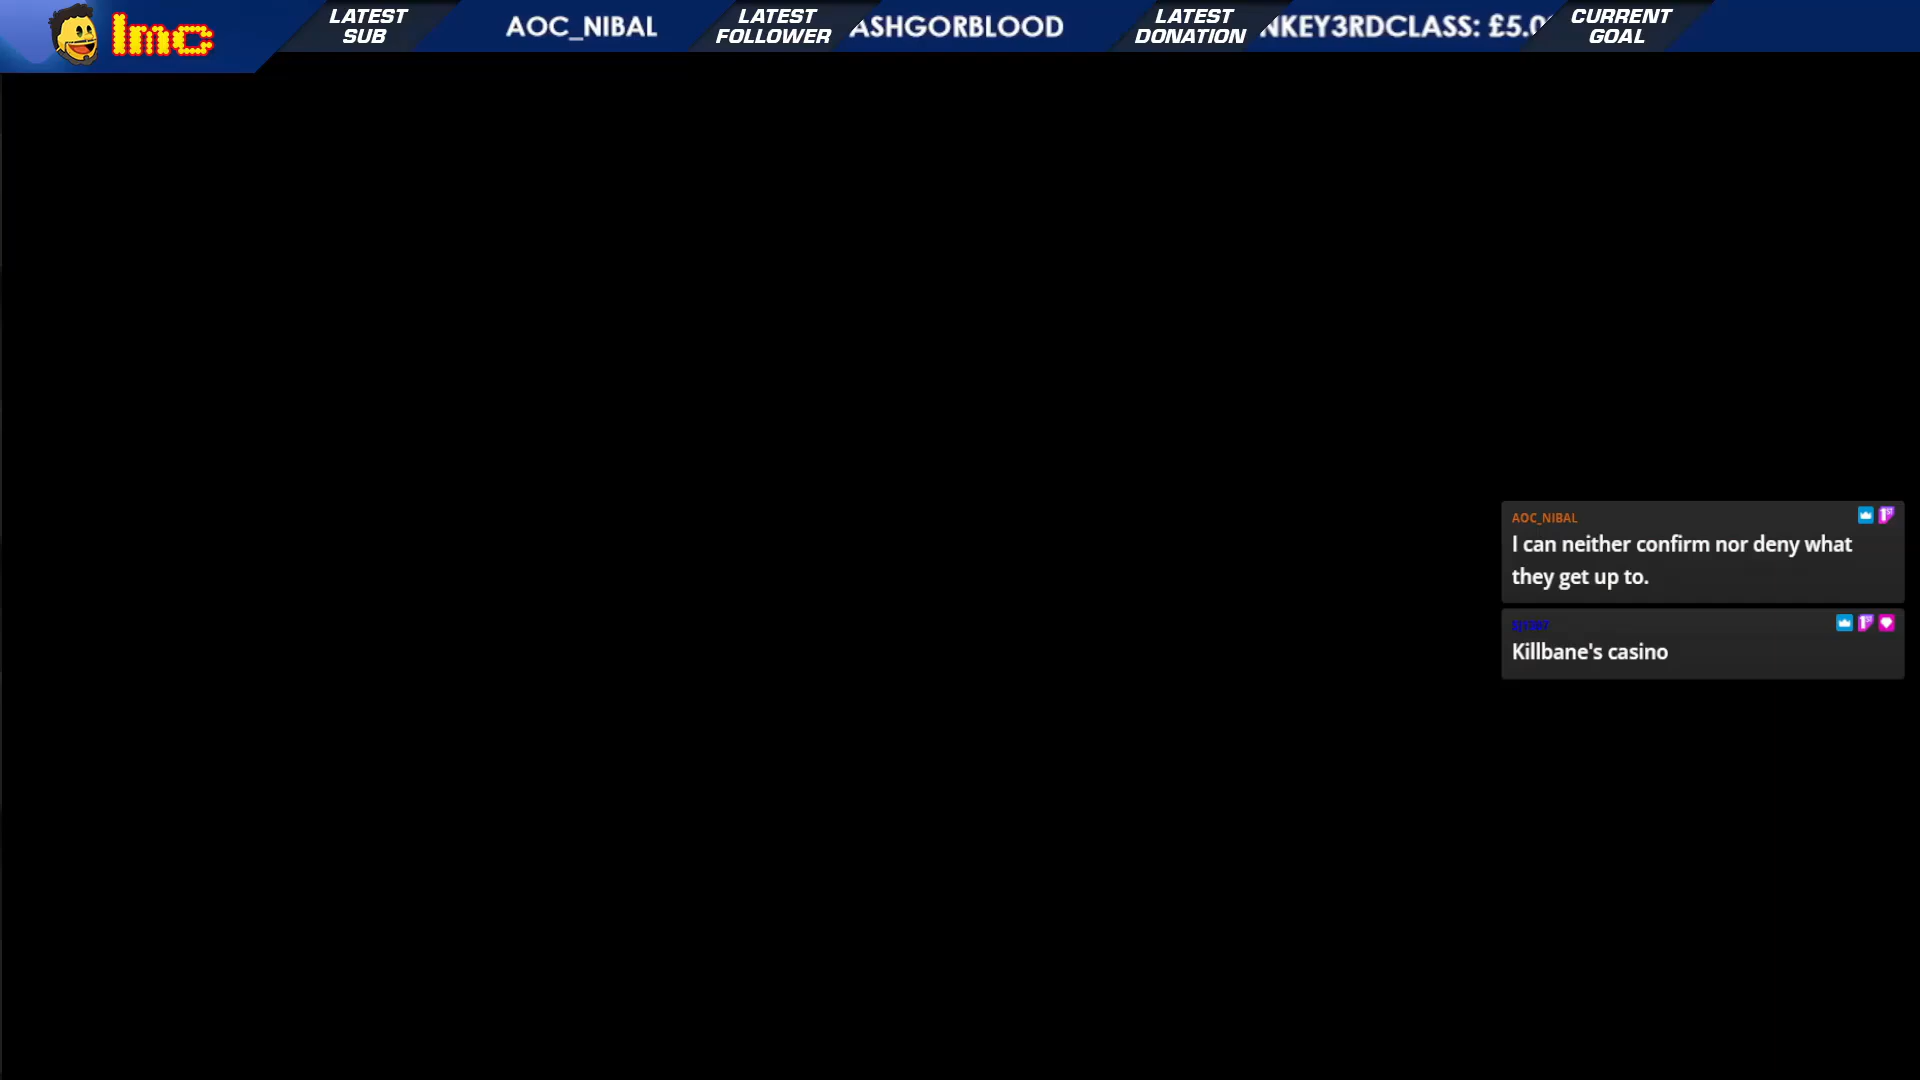 lmc
LATEST
SUB
AOC_NIBAL
LATEST
FOLLOWER
ASHGORBLOOD
LATEST
DONATION
NKEY3RDCLASS: £5.0
CURRENT
GOAL
AOC_NIBAL
I can neither confirm nor deny what
they get up to.
Killbane's casino